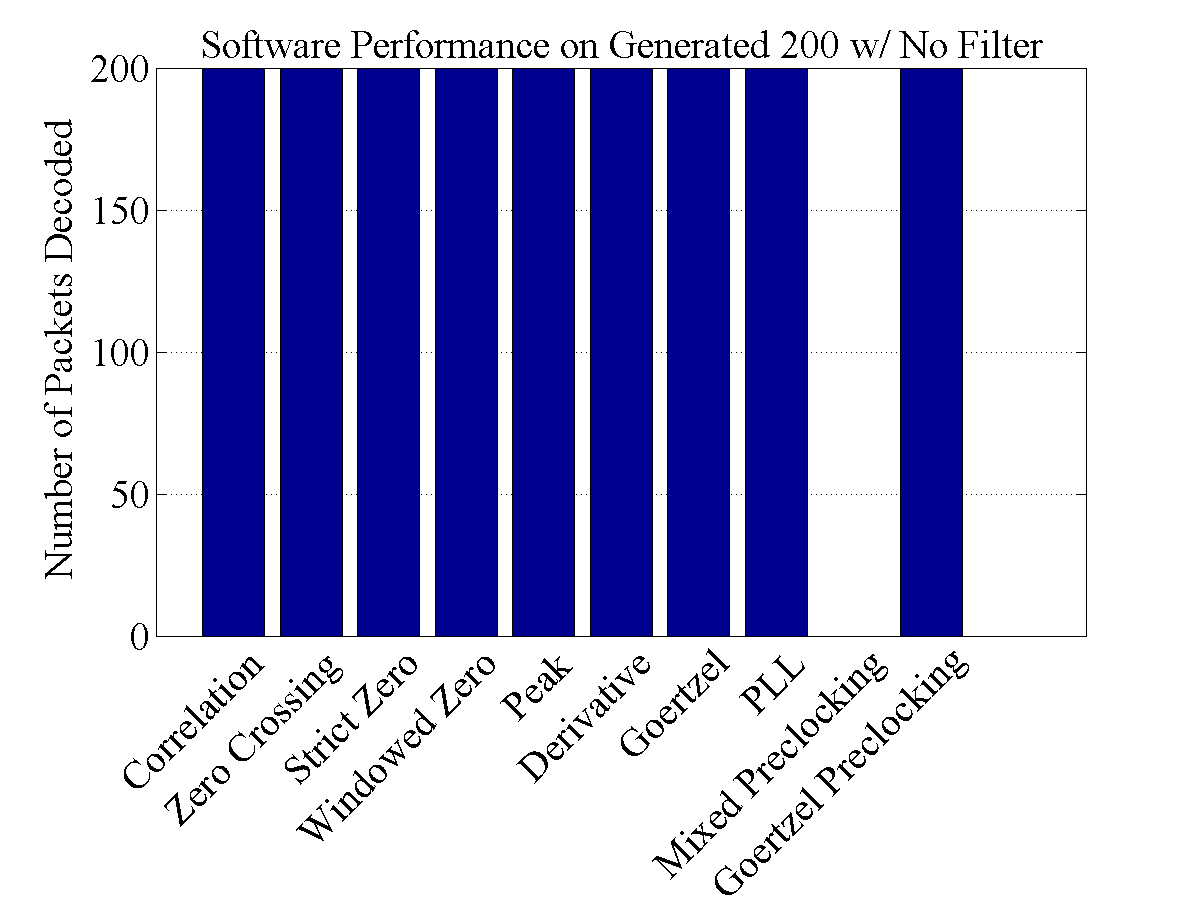 Software Performance on Generated 200 w/ No Filter
Number of Packets Decoded
200
150
100
50
0
Correlation
Zero Crossing
Strict Zero
Windowed Zero
Peak
Derivative
Goertzel
PLL
Mixed Preclocking
Goertzel Preclocking